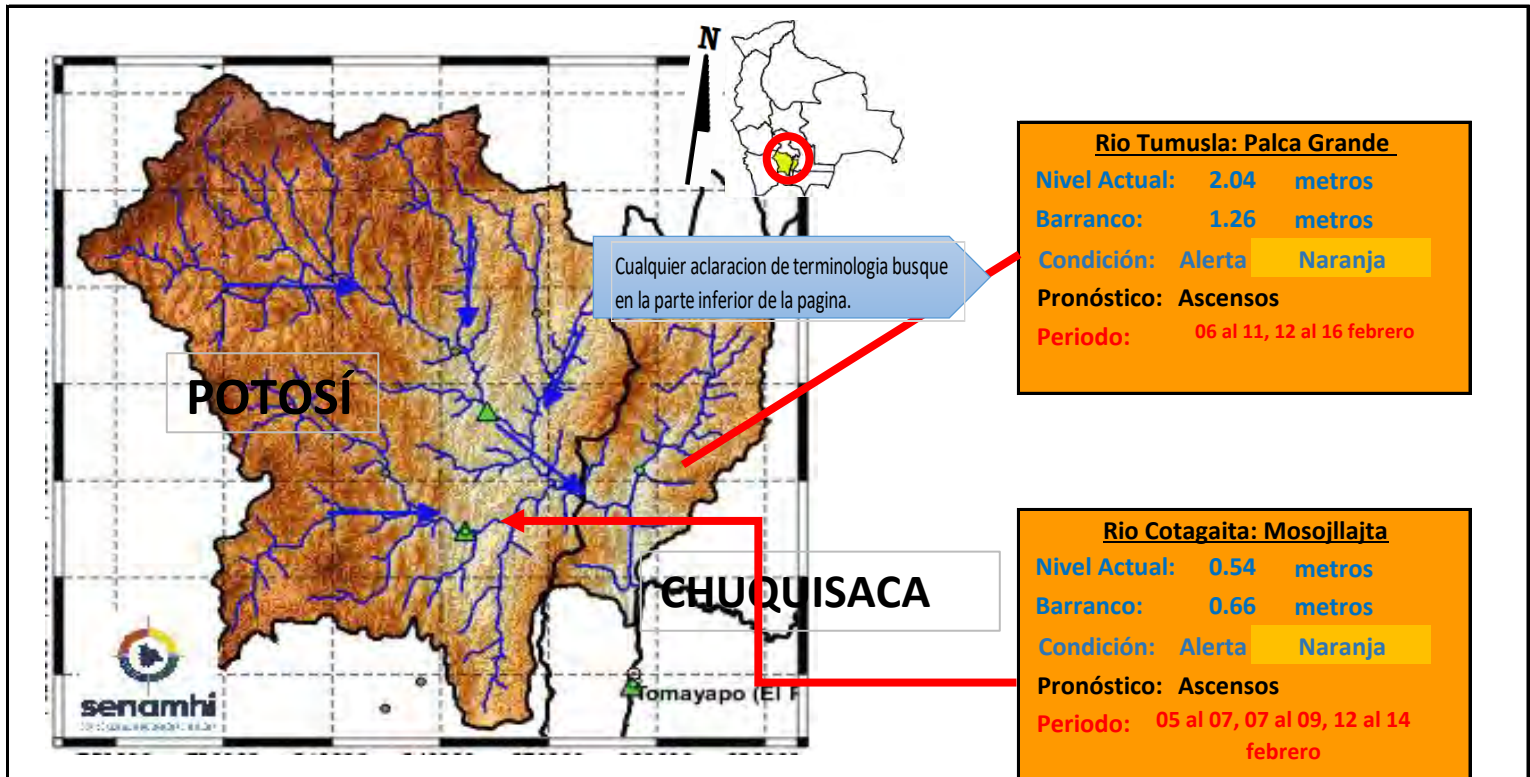 N
Cualquier aclaracion de terminologia busque
en la parte inferior de la pagina.
POTOSÍ
CHUQUISACA
Tomayapo (El
senamhi
Rio Tumusla: Palca Grande
Nivel Actual: 2.04 metros
Barranco: 1.26 metros
Condición: Alerta Naranja
Pronóstico: Ascensos
Periodo: 06 al 11, 12 al 16 febrero
Rio Cotagaita: Mosojllajta
Nivel Actual: 0.54 metros
Barranco: 0.66 metros
Condición: Alerta Naranja
Pronóstico: Ascensos
Periodo: 05 al 07, 07 al 09, 12 al 14
febrero